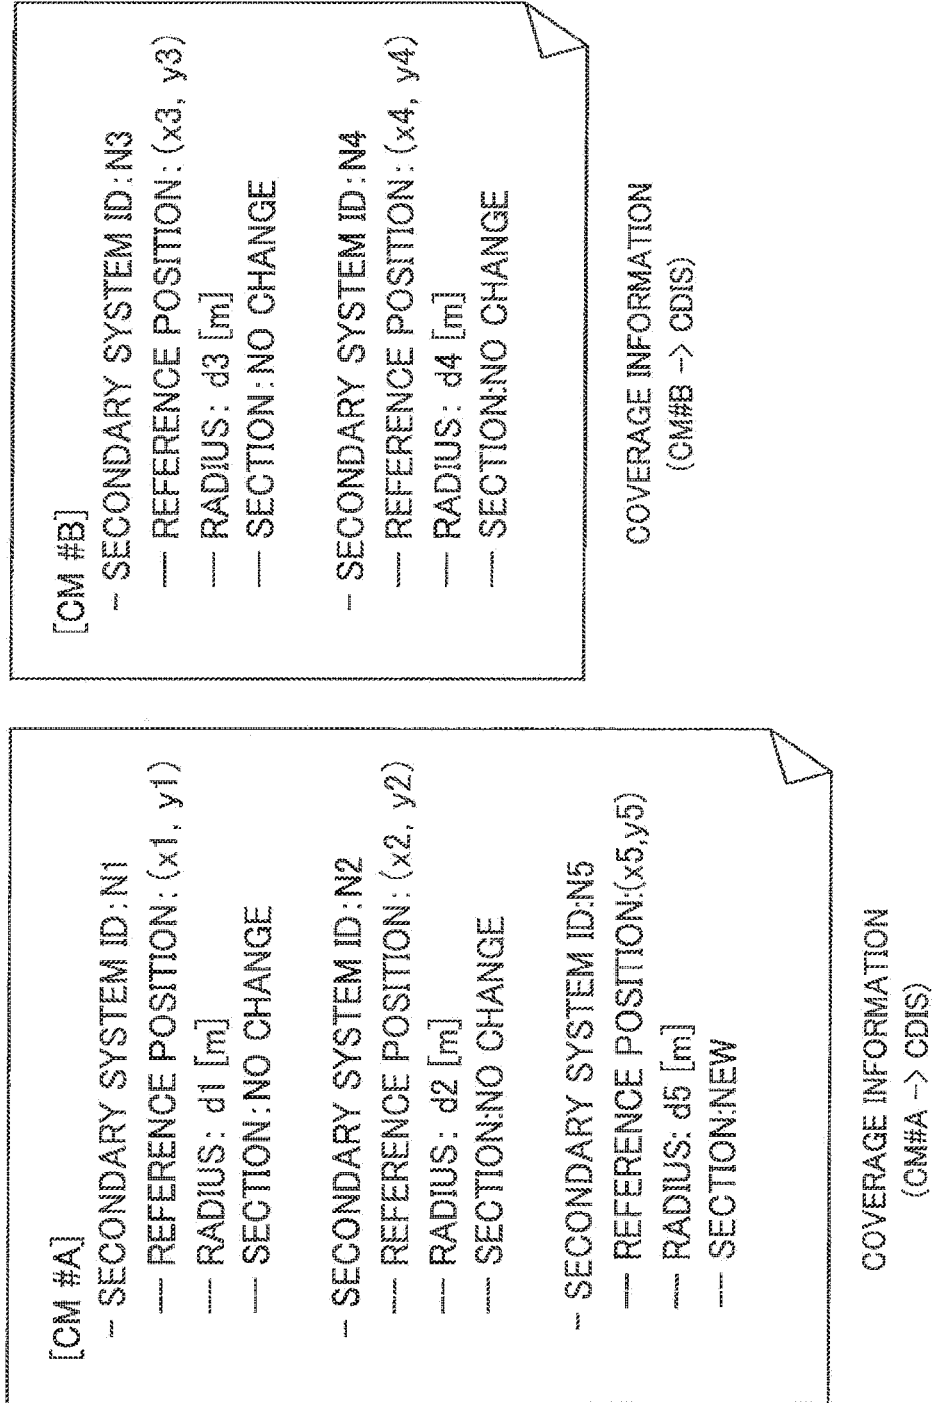 [CM #A]
- SECONDARY SYSTEM ID:N1
-- REFERENCE POSITION: (x1, y1)
-- RADIUS: d1 [m]
-- SECTION:NO CHANGE
- SECONDARY SYSTEM ID:N2
-- REFERENCE POSITION: (x2, y2)
-- RADIUS: d2 [m]
-- SECTION:NO CHANGE
- SECONDARY SYSTEM ID:N5
-- REFERENCE POSITION:(x5,y5)
-- RADIUS: d5 [m]
-- SECTION:NEW
COVERAGE INFORMATION
(CM#A -> CDIS)
[CM #B]
- SECONDARY SYSTEM ID:N3
-- REFERENCE POSITION: (x3, y3)
-- RADIUS: d3 [m]
-- SECTION:NO CHANGE
- SECONDARY SYSTEM ID:N4
-- REFERENCE POSITION: (x4, y4)
-- RADIUS: d4 [m]
-- SECTION:NO CHANGE
COVERAGE INFORMATION
(CM#B -> CDIS)